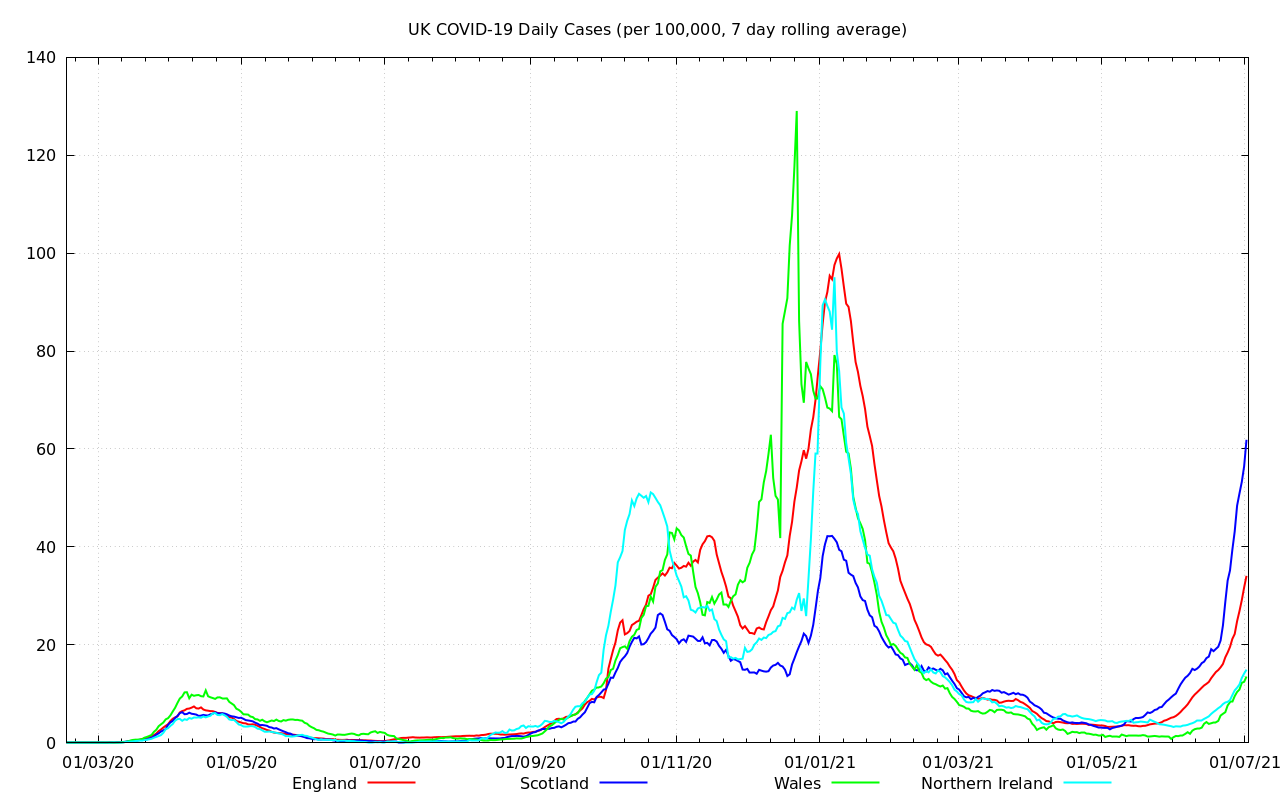 UK COVID-19 Daily Cases (per 100,000, 7 day rolling average)
140
120
100
80
60
40
20
0
01/03/20 01/05/20 01/07/20 01/09/20 01/11/20 01/01/21 01/03/21 01/05/21 01/07/21
England Scotland Wales Northern Ireland